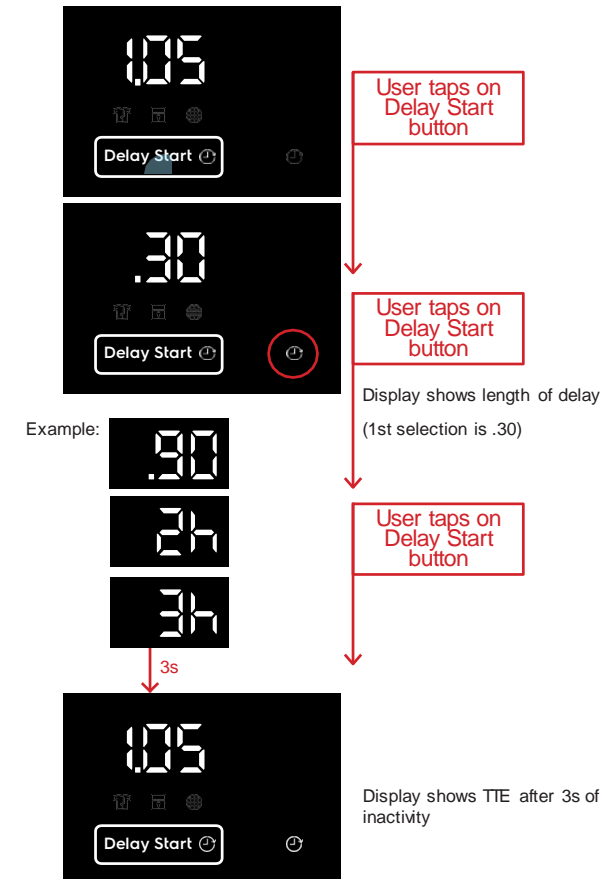 1.05
User taps on
Delay Start
button
Delay Start
.30
User taps on
Delay Start
button
Delay Start
Display shows length of delay
(1st selection is .30)
Example:
.90
2h
User taps on
Delay Start
button
3h
3s
1.05
Display shows TTE after 3s of
inactivity
Delay Start